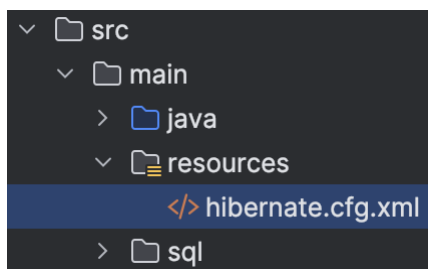 src
main
java
resources
</> hibernate.cfg.xml
sql